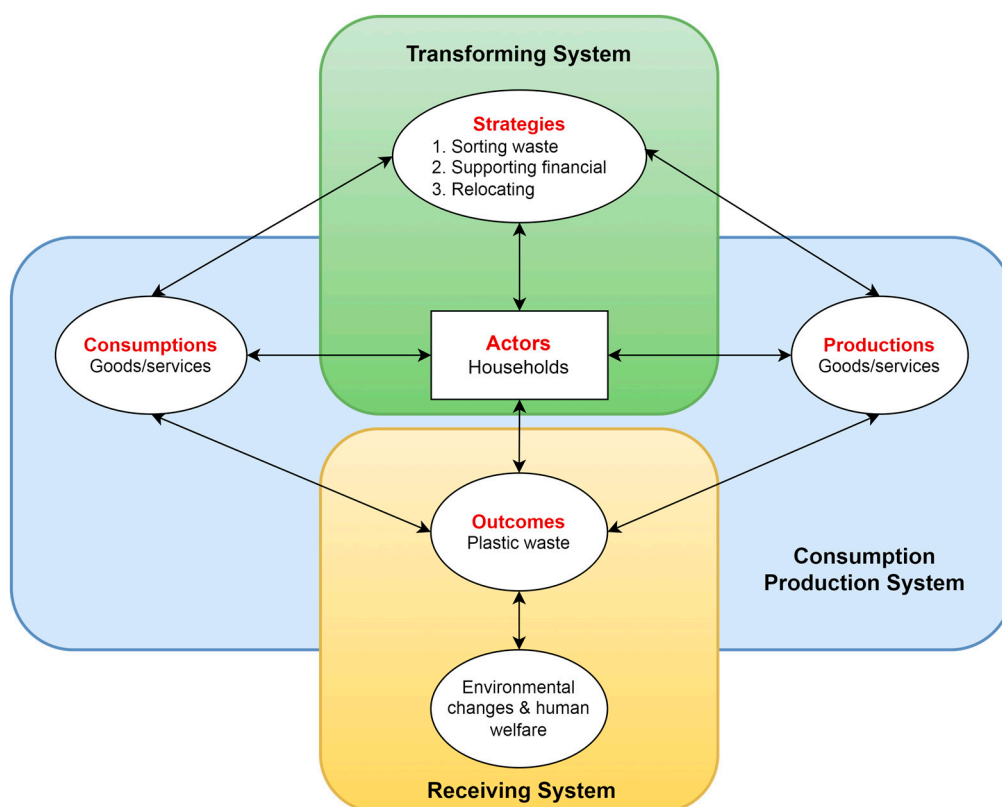 Transforming System
Strategies
1. Sorting waste
2. Supporting financial
3. Relocating
Consumptions
Goods/services
Actors
Households
Productions
Goods/services
Outcomes
Plastic waste
Consumption
Production System
Environmental
changes & human
welfare
Receiving System